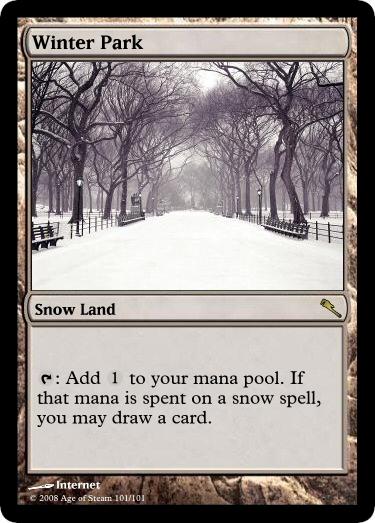 Winter Park
Snow Land
: Add 1 to your mana pool. If
that mana is spent on a snow spell,
you may draw a card.
Internet
© 2008 Age of Steam 101/101